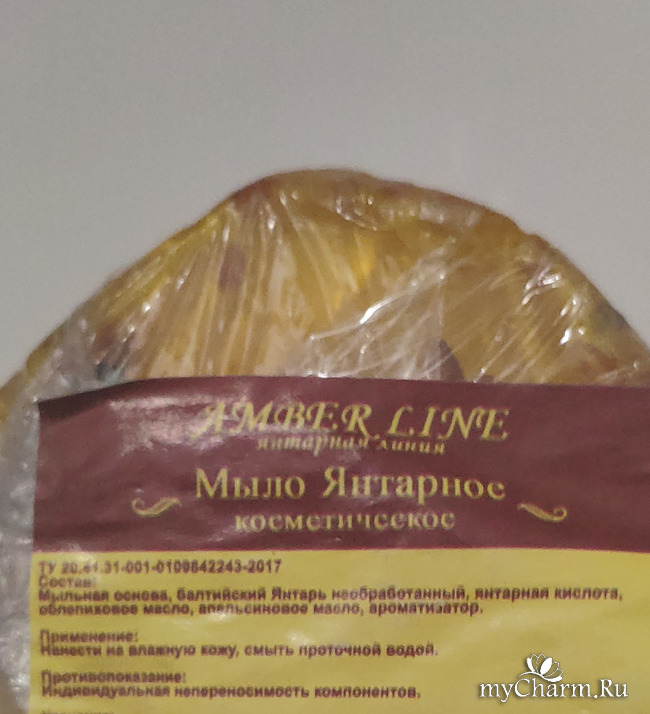 AMBER LINE
янтарная линия
Мыло Янтарное
косметическое
ТУ 20.41.31-001-0109842243-2017
Состав:
Мыльная основа, балтийский Янтарь необработанный, янтарная кислота,
облепиховое масло, апельсиновое масло, ароматизатор.
Применение:
Нанести на влажную кожу, смыть проточной водой.
Противопоказание:
Индивидуальная непереносимость компонентов.
myCharm.Ru